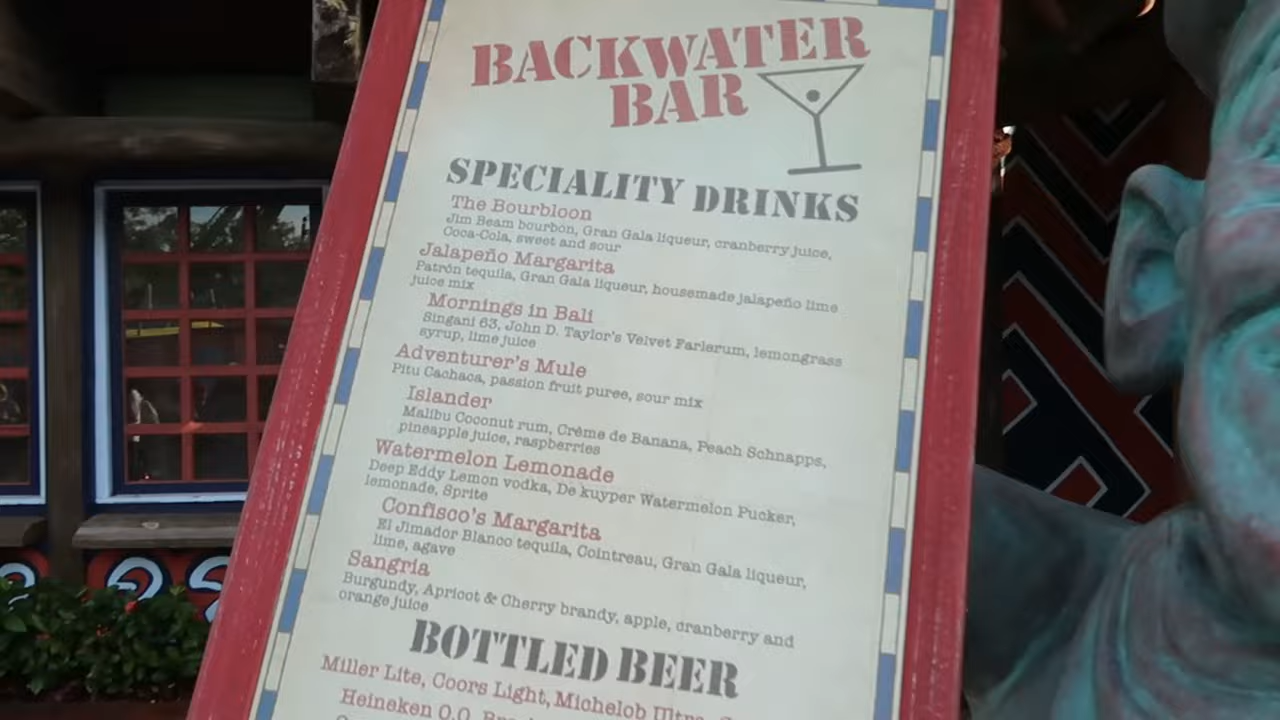 BACKWATER
BAR
SPECIALITY DRINKS
The Bourbloon
Jim Beam bourbon, Gran Gala liqueur, cranberry juice,
Coca-Cola, sweet and sour
Jalapeño Margarita
Patrón tequila, Gran Gala liqueur, housemade jalapeño lime
juice mix
Mornings in Bali
Singani 63, John D. Taylor's Velvet Farlerum, lemongrass
syrup, lime juice
Adventurer's Mule
Pitu Cachaca, passion fruit puree, sour mix
Islander
Malibu Coconut rum, Crème de Banana, Peach Schnapps,
pineapple juice, raspberries
Watermelon Lemonade
Deep Eddy Lemon vodka, De kuyper Watermelon Pucker,
lemonade, Sprite
Confisco's Margarita
El Jimador Blanco tequila, Cointreau, Gran Gala liqueur,
lime, agave
Sangria
Burgundy, Apricot & Cherry brandy, apple, cranberry and
orange juice
BOTTLED BEER
Miller Lite, Coors Light, Michelob Ultra,
Heineken 0.0,